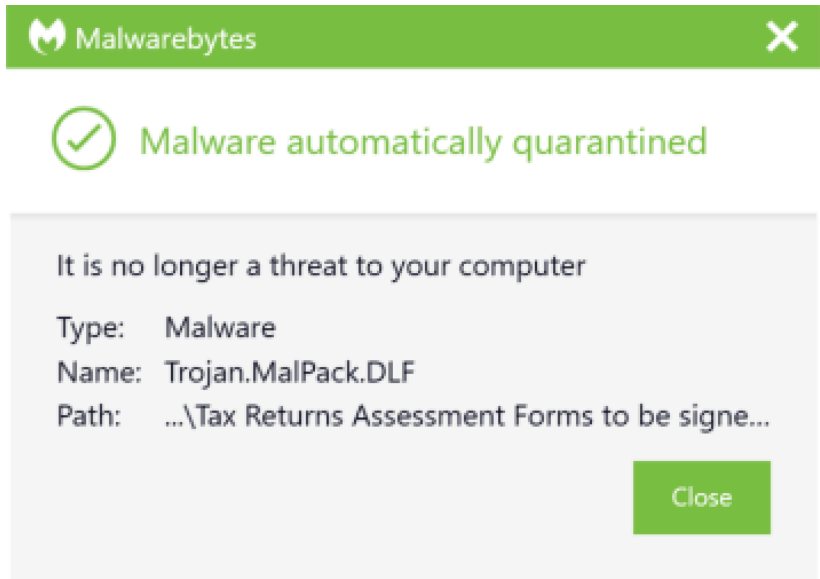 Malwarebytes
Malware automatically quarantined
It is no longer a threat to your computer
Type: Malware
Name: Trojan.MalPack.DLF
Path: ...\Tax Returns Assessment Forms to be signe...
Close